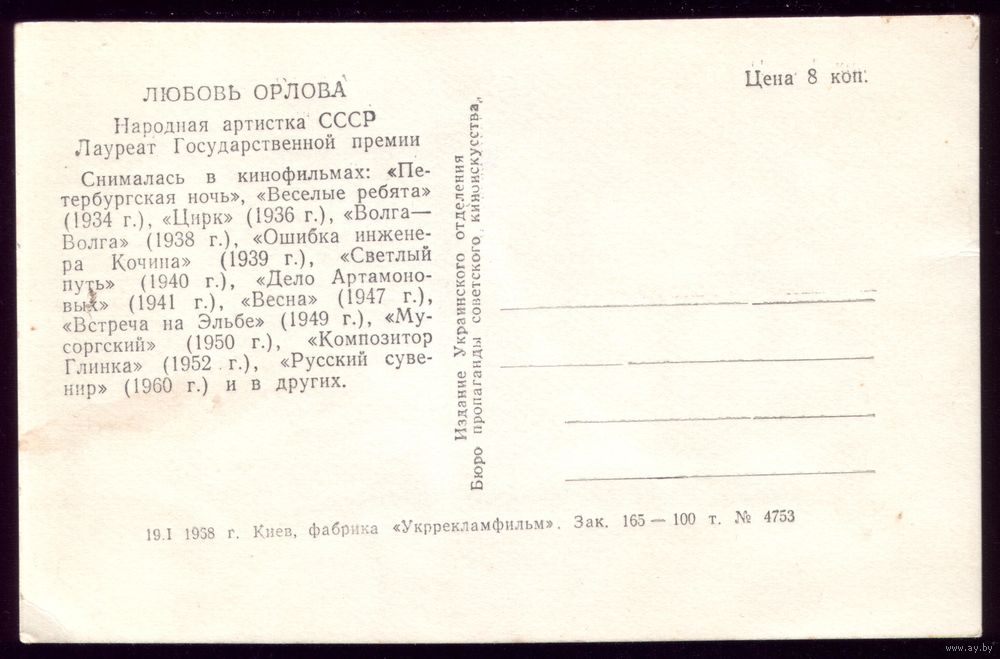 ЛЮБОВЬ ОРЛОВА
Народная артистка СССР
Лауреат Государственной премии
Снималась в кинофильмах: «Пе-
тербургская ночь», «Веселые ребята»
(1934 г.), «Цирк» (1936 г.), «Волга—
Волга» (1938 г.), «Ошибка инжене-
ра Кочина» (1939 г.), «Светлый
путь» (1940 г.), «Дело Артамоно-
вых» (1941 г.), «Весна» (1947 г.),
«Встреча на Эльбе» (1949 г.), «Му-
соргский» (1950 г.), «Композитор
Глинка» (1952 г.), «Русский суве-
нир» (1960 г.) и в других.
Издание Украинского отделения
Бюро пропаганды советского киноискусства,
Цена 8 коп.
19.I 1968 г. Киев, фабрика «Укррекламфильм». Зак. 165 — 100 т. № 4753
www.ay.by